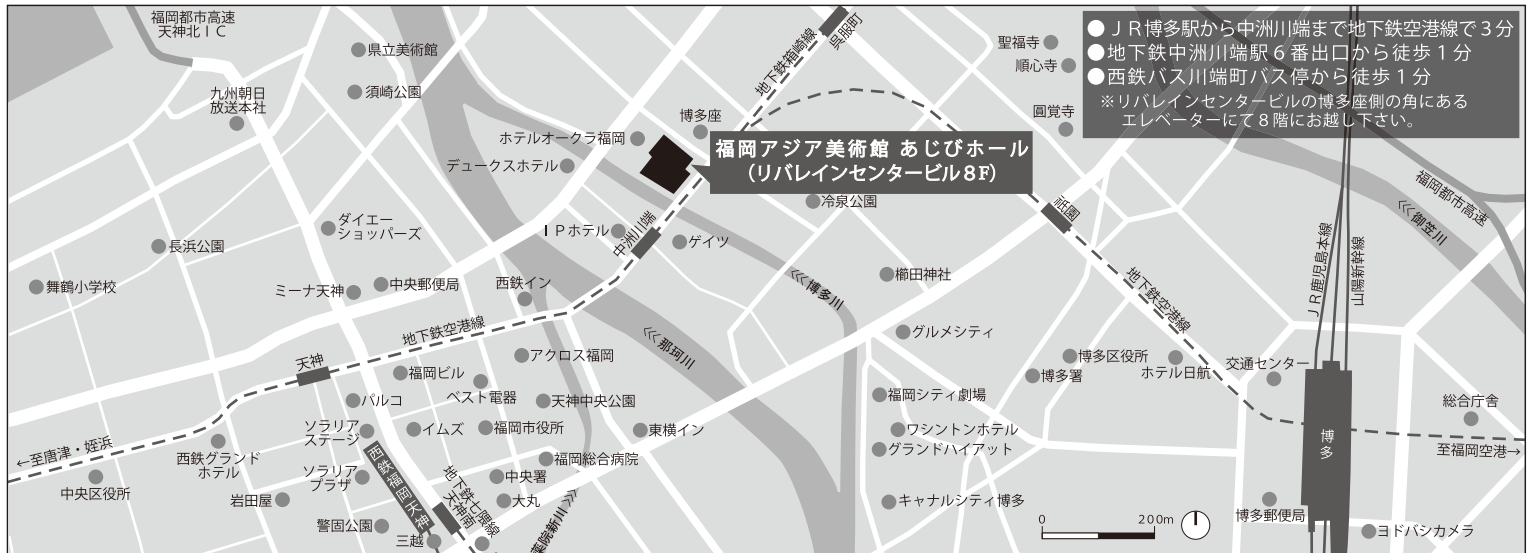 福岡都市高速
天神北ＩＣ
県立美術館
須崎公園
九州朝日
放送本社
ホテルオークラ福岡
デュークスホテル
博多座
地下鉄箱崎線
呉服町
聖福寺
順心寺
圓覚寺
●ＪＲ博多駅から中洲川端まで地下鉄空港線で３分
●地下鉄中洲川端駅６番出口から徒歩１分
●西鉄バス川端町バス停から徒歩１分
※リバレインセンタービルの博多座側の角にある
エレベーターにて８階にお越し下さい。
福岡アジア美術館 あじびホール
（リバレインセンタービル８F）
冷泉公園
祇園
福岡都市高速
<<<御笠川
ＪＲ鹿児島本線
山陽新幹線
ダイエー
ショッパーズ
長浜公園
舞鶴小学校
ミーナ天神
中央郵便局
西鉄イン
ＩＰホテル
中洲川端
ゲイツ
<<<博多川
櫛田神社
地下鉄空港線
地下鉄空港線
天神
<<<那珂川
グルメシティ
アクロス福岡
福岡ビル
ベスト電器
天神中央公園
パルコ
ソラリア
ステージ
イムズ
福岡市役所
東横イン
福岡シティ劇場
ワシントンホテル
グランドハイアット
キャナルシティ博多
博多区役所
博多署
ホテル日航
交通センター
総合庁舎
博多
至福岡空港→
←至唐津・姪浜
中央区役所
西鉄グランド
ホテル
岩田屋
ソラリア
プラザ
警固公園
三越
西鉄福岡天神
地下鉄七隈線
天神南
福岡総合病院
中央署
大丸
薬院新川>>>
0
200m
博多郵便局
ヨドバシカメラ